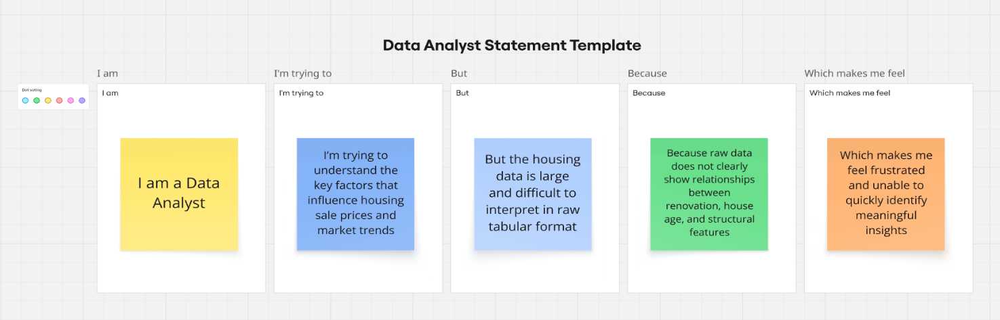 Data Analyst Statement Template
I am
I'm trying to
But
Because
Which makes me feel
Dot voting
I am
I'm trying to
But
Because
Which makes me feel
I am a Data
Analyst
I’m trying to
understand the
key factors that
influence housing
sale prices and
market trends
But the housing
data is large
and difficult to
interpret in raw
tabular format
Because raw data
does not clearly
show relationships
between
renovation, house
age, and structural
features
Which makes me
feel frustrated
and unable to
quickly identify
meaningful
insights